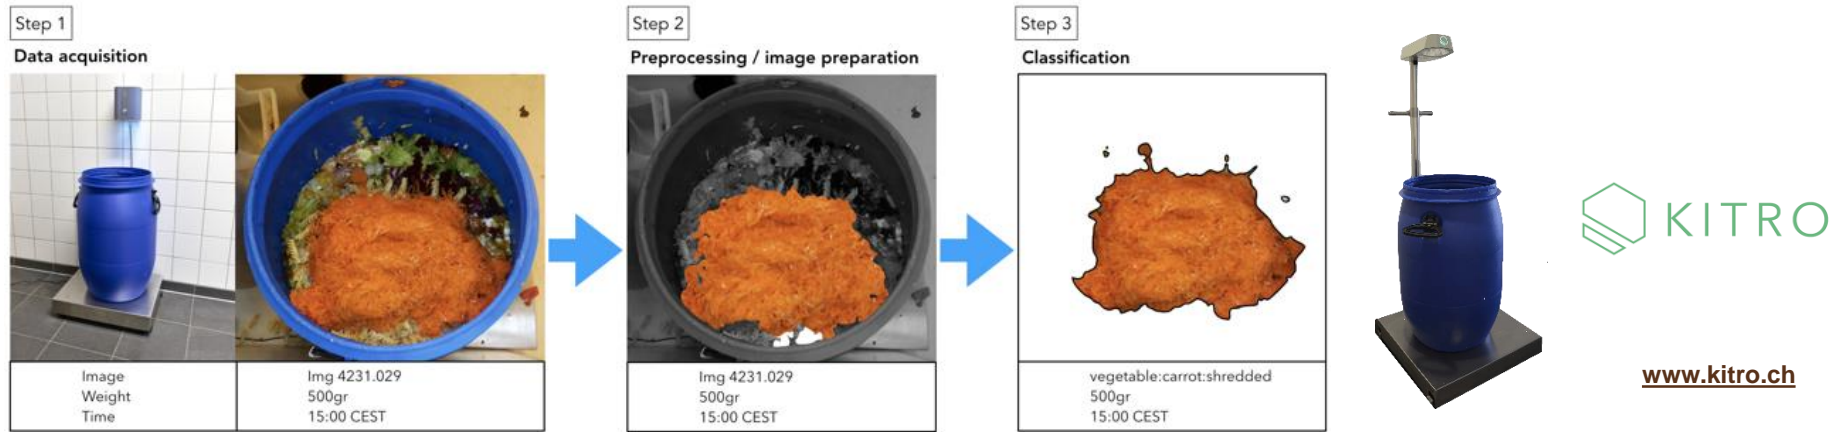 Step 1
Data acquisition
Image
Weight
Time
Img 4231.029
500gr
15:00 CEST
Step 2
Preprocessing / image preparation
Img 4231.029
500gr
15:00 CEST
Step 3
Classification
vegetable:carrot:shredded
500gr
15:00 CEST
KITRO
www.kitro.ch